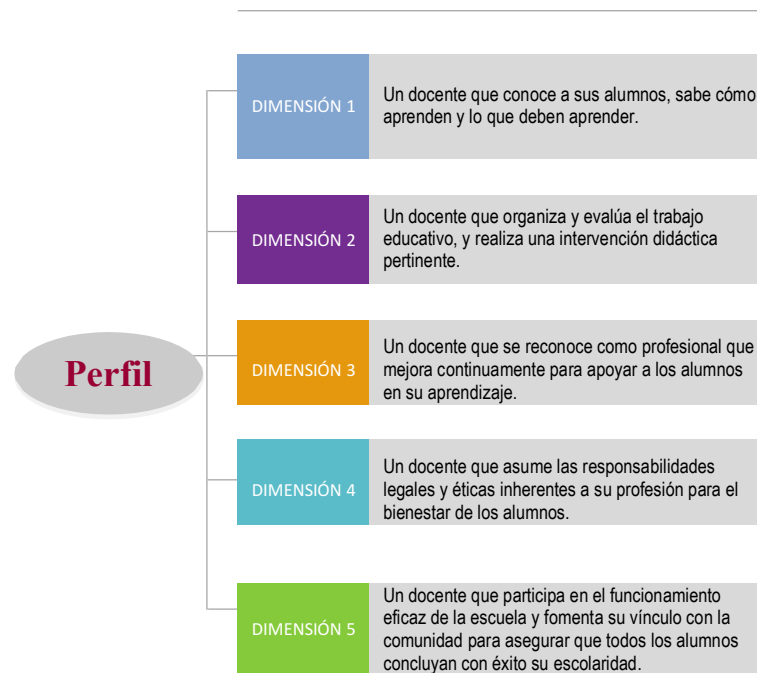 DIMENSIÓN 1
Un docente que conoce a sus alumnos, sabe cómo
aprenden y lo que deben aprender.
DIMENSIÓN 2
Un docente que organiza y evalúa el trabajo
educativo, y realiza una intervención didáctica
pertinente.
Perfil
DIMENSIÓN 3
Un docente que se reconoce como profesional que
mejora continuamente para apoyar a los alumnos
en su aprendizaje.
DIMENSIÓN 4
Un docente que asume las responsabilidades
legales y éticas inherentes a su profesión para el
bienestar de los alumnos.
DIMENSIÓN 5
Un docente que participa en el funcionamiento
eficaz de la escuela y fomenta su vínculo con la
comunidad para asegurar que todos los alumnos
concluyan con éxito su escolaridad.